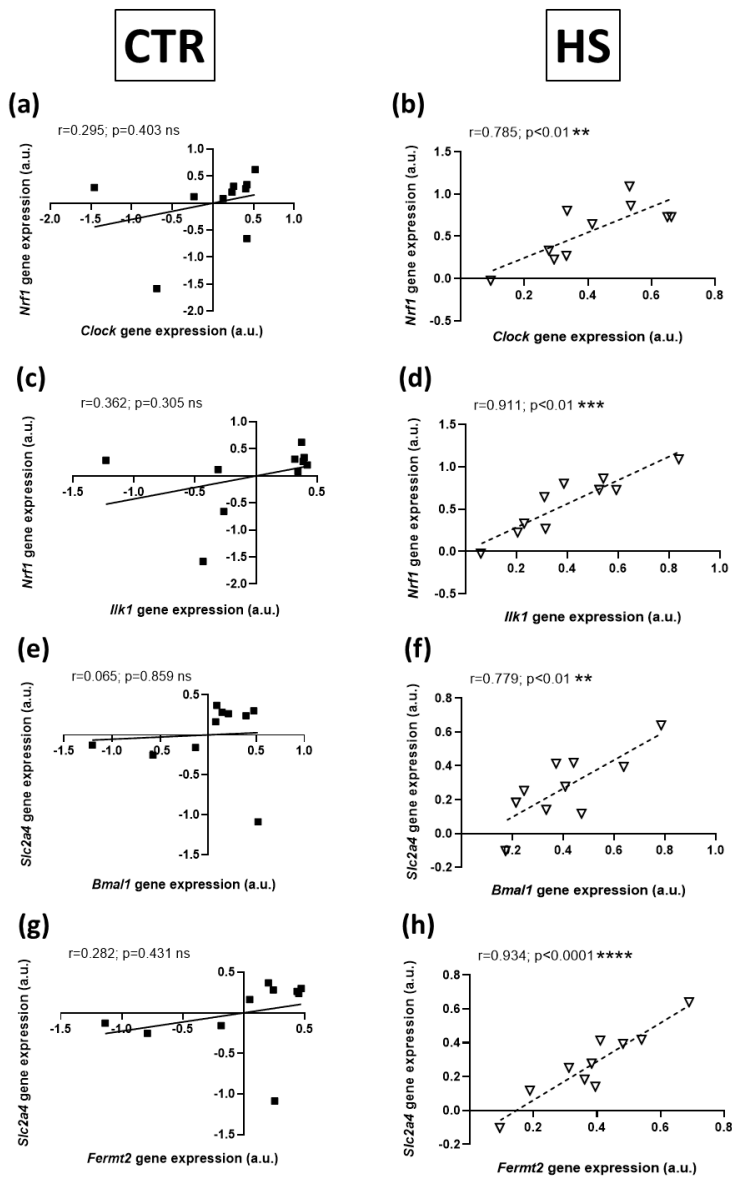 CTR
HS
(a)
r=0.295; p=0.403 ns
Nrf1 gene expression (a.u.)
1.0
0.5
-2.0 -1.5 -1.0 -0.5 0.5 1.0
-0.5
-1.0
-1.5
-2.0
Clock gene expression (a.u.)
(b)
r=0.785; p<0.01 **
Nrf1 gene expression (a.u.)
1.5
1.0
0.5
0.0
-0.5
0.2 0.4 0.6 0.8
Clock gene expression (a.u.)
(c)
r=0.362; p=0.305 ns
Nrf1 gene expression (a.u.)
1.0
0.5
-1.5 -1.0 -0.5 0.5
-0.5
-1.0
-1.5
-2.0
Ilk1 gene expression (a.u.)
(d)
r=0.911; p<0.01 ***
Nrf1 gene expression (a.u.)
1.5
1.0
0.5
0.0
-0.5
0.2 0.4 0.6 0.8 1.0
Ilk1 gene expression (a.u.)
(e)
r=0.065; p=0.859 ns
Slc2a4 gene expression (a.u.)
0.5
-1.5 -1.0 -0.5 0.5 1.0
-0.5
-1.0
-1.5
Bmal1 gene expression (a.u.)
(f)
r=0.779; p<0.01 **
Slc2a4 gene expression (a.u.)
0.8
0.6
0.4
0.2
0.0
-0.2
0.2 0.4 0.6 0.8 1.0
Bmal1 gene expression (a.u.)
(g)
r=0.282; p=0.431 ns
Slc2a4 gene expression (a.u.)
0.5
-1.5 -1.0 -0.5 0.5
-0.5
-1.0
-1.5
Fermt2 gene expression (a.u.)
(h)
r=0.934; p<0.0001 ****
Slc2a4 gene expression (a.u.)
0.8
0.6
0.4
0.2
0.0
-0.2
0.2 0.4 0.6 0.8
Fermt2 gene expression (a.u.)